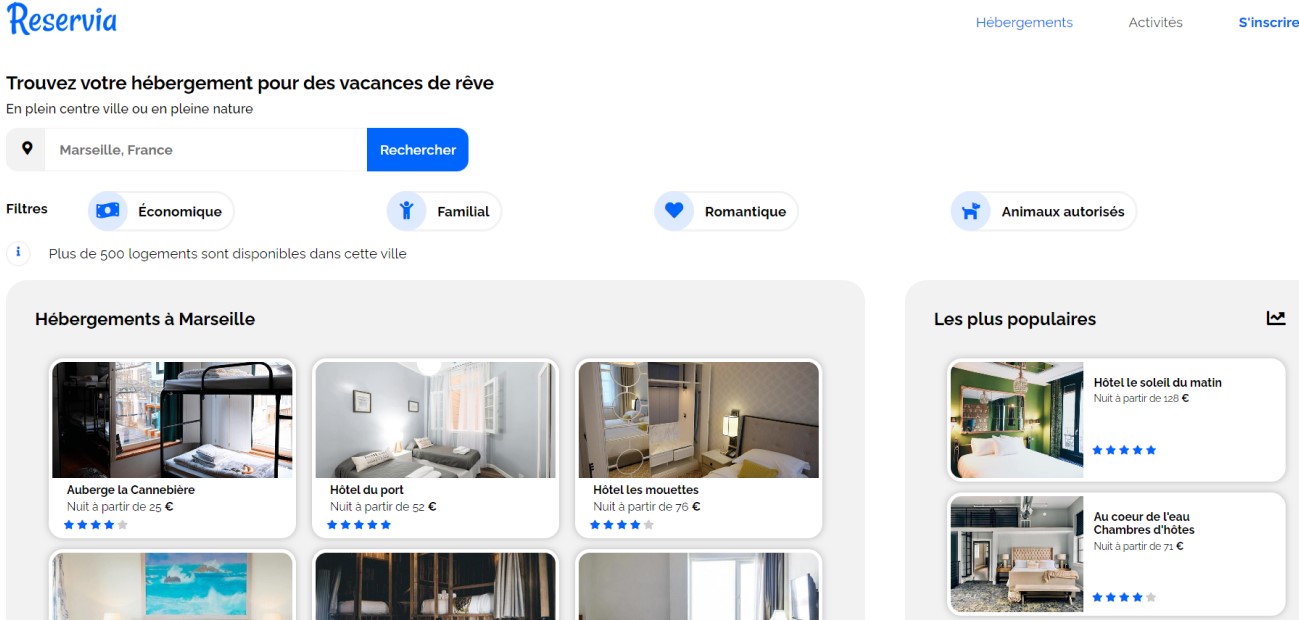 Reservia
Hébergements
Activités
S'inscrire
Trouvez votre hébergement pour des vacances de rêve
En plein centre ville ou en pleine nature
Marseille, France
Rechercher
Filtres
Économique
Familial
Romantique
Animaux autorisés
Plus de 500 logements sont disponibles dans cette ville
Hébergements à Marseille
Auberge la Cannebière
Nuit à partir de 25 €
Hôtel du port
Nuit à partir de 52 €
Hôtel les mouettes
Nuit à partir de 76 €
Les plus populaires
Hôtel le soleil du matin
Nuit à partir de 128 €
Au coeur de l'eau
Chambres d'hôtes
Nuit à partir de 71 €